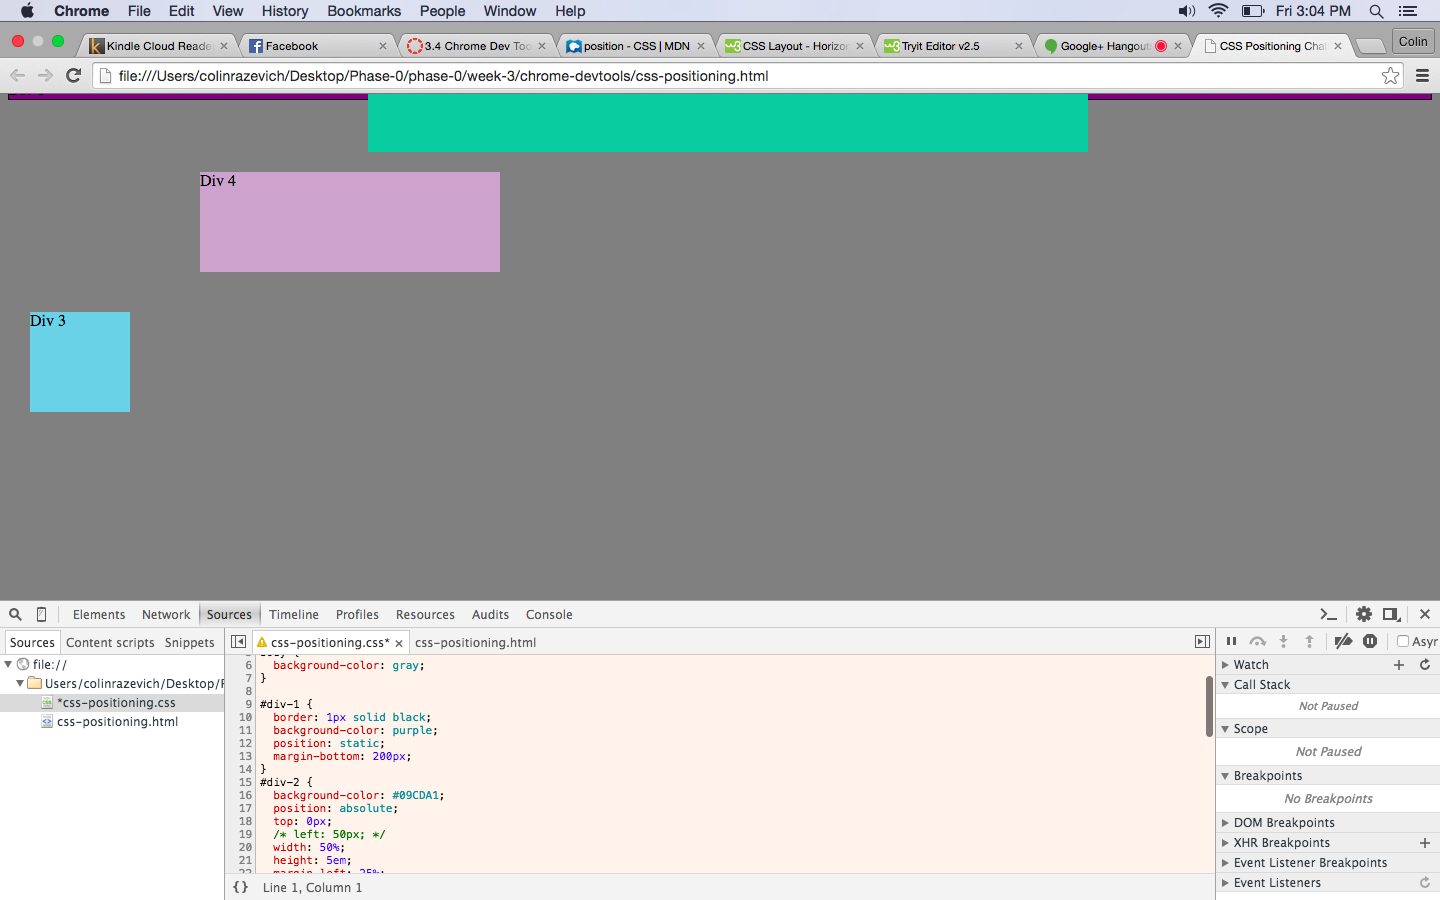 Chrome File Edit View History Bookmarks People Window Help Fri 3:04 PM
Kindle Cloud Reade Facebook 3.4 Chrome Dev Too position - CSS | MDN CSS Layout - Horizon Tryit Editor v2.5 Google+ Hangout CSS Positioning Chal Colin
file:///Users/colinrazevich/Desktop/Phase-0/phase-0/week-3/chrome-devtools/css-positioning.html
Div 4
Div 3
Elements Network Sources Timeline Profiles Resources Audits Console
Sources Content scripts Snippets css-positioning.css* css-positioning.html Asyr
file://
Users/colinrazevich/Desktop/F
*css-positioning.css
css-positioning.html
6 background-color: gray;
7 }
8
9 #div-1 {
10 border: 1px solid black;
11 background-color: purple;
12 position: static;
13 margin-bottom: 200px;
14 }
15 #div-2 {
16 background-color: #09CDA1;
17 position: absolute;
18 top: 0px;
19 /* left: 50px; */
20 width: 50%;
21 height: 5em;
22 margin-left: 25%;
{} Line 1, Column 1
Watch
Call Stack
Not Paused
Scope
Not Paused
Breakpoints
No Breakpoints
DOM Breakpoints
XHR Breakpoints
Event Listener Breakpoints
Event Listeners